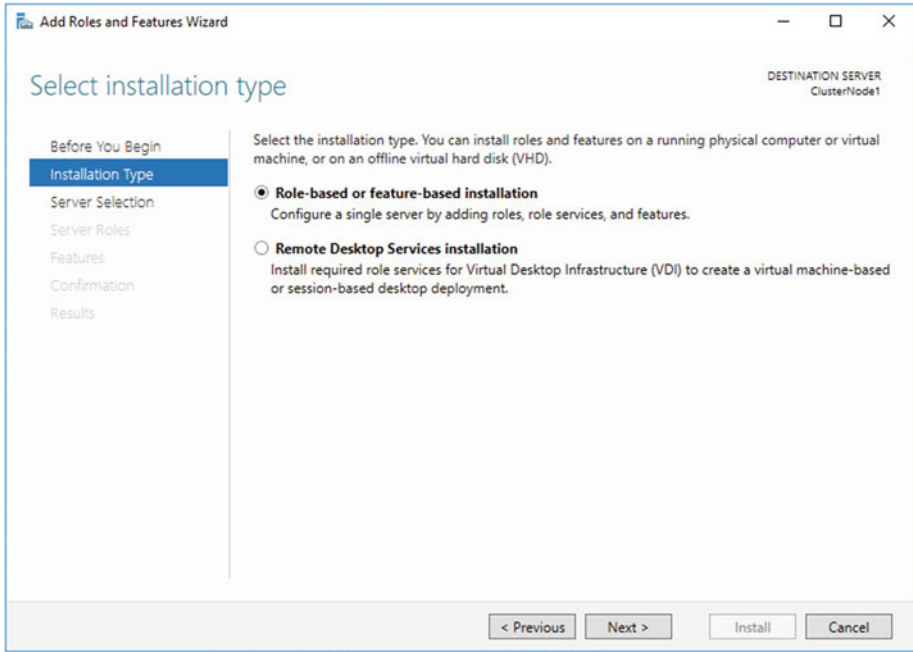 Add Roles and Features Wizard
Select installation type
DESTINATION SERVER
ClusterNode1
Before You Begin
Installation Type
Server Selection
Server Roles
Features
Confirmation
Results
Select the installation type. You can install roles and features on a running physical computer or virtual
machine, or on an offline virtual hard disk (VHD).
Role-based or feature-based installation
Configure a single server by adding roles, role services, and features.
Remote Desktop Services installation
Install required role services for Virtual Desktop Infrastructure (VDI) to create a virtual machine-based
or session-based desktop deployment.
< Previous
Next >
Install
Cancel